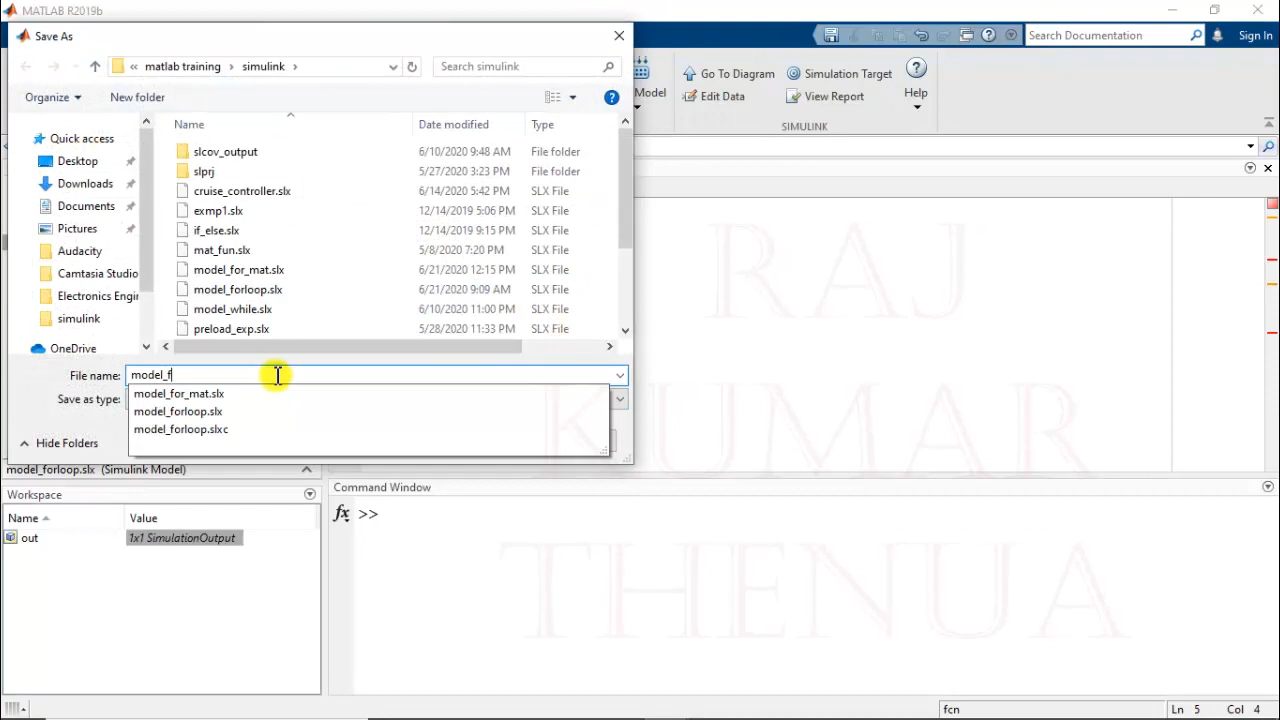 MATLAB R2019b
Save As
Search Documentation
Sign In
« matlab training › simulink ›
Search simulink
Organize
New folder
Model
Go To Diagram
Simulation Target
Edit Data
View Report
Help
SIMULINK
Quick access
Desktop
Downloads
Documents
Pictures
Audacity
Camtasia Studio
Electronics Engir
simulink
OneDrive
Name Date modified Type
slcov_output 6/10/2020 9:48 AM File folder
slprj 5/27/2020 3:23 PM File folder
cruise_controller.slx 6/14/2020 5:42 PM SLX File
exmp1.slx 12/14/2019 5:06 PM SLX File
if_else.slx 12/14/2019 9:15 PM SLX File
mat_fun.slx 5/8/2020 7:20 PM SLX File
model_for_mat.slx 6/21/2020 12:15 PM SLX File
model_forloop.slx 6/21/2020 9:09 AM SLX File
model_while.slx 6/10/2020 11:00 PM SLX File
preload_exp.slx 5/28/2020 11:33 PM SLX File
File name: model_f
Save as type:
model_for_mat.slx
model_forloop.slx
model_forloop.slxc
Hide Folders
model_forloop.slx (Simulink Model)
Workspace
Name Value
out 1x1 SimulationOutput
Command Window
fx >>
RAJ
KUMAR
THENUA
fcn
Ln 5 Col 4